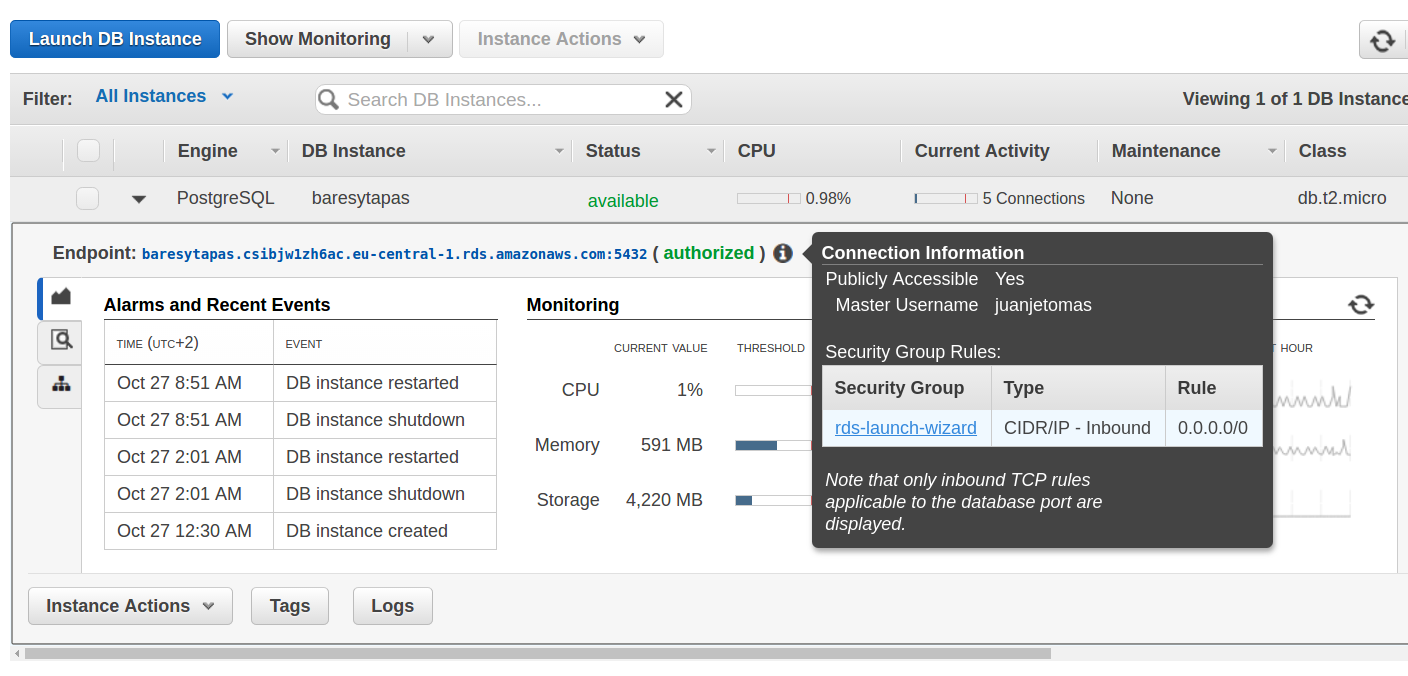 Launch DB Instance Show Monitoring Instance Actions
Filter: All Instances Search DB Instances... Viewing 1 of 1 DB Instance
Engine DB Instance Status CPU Current Activity Maintenance Class
PostgreSQL baresytapas available 0.98% 5 Connections None db.t2.micro
Endpoint: baresytapas.csibjw1zh6ac.eu-central-1.rds.amazonaws.com:5432 ( authorized )
Connection Information
Publicly Accessible Yes
Master Username juanjetomas
Security Group Rules:
Security Group Type Rule
rds-launch-wizard CIDR/IP - Inbound 0.0.0.0/0
Note that only inbound TCP rules
applicable to the database port are
displayed.
Alarms and Recent Events
TIME (UTC+2) EVENT
Oct 27 8:51 AM DB instance restarted
Oct 27 8:51 AM DB instance shutdown
Oct 27 2:01 AM DB instance restarted
Oct 27 2:01 AM DB instance shutdown
Oct 27 12:30 AM DB instance created
Monitoring
CURRENT VALUE THRESHOLD HOUR
CPU 1%
Memory 591 MB
Storage 4,220 MB
Instance Actions Tags Logs